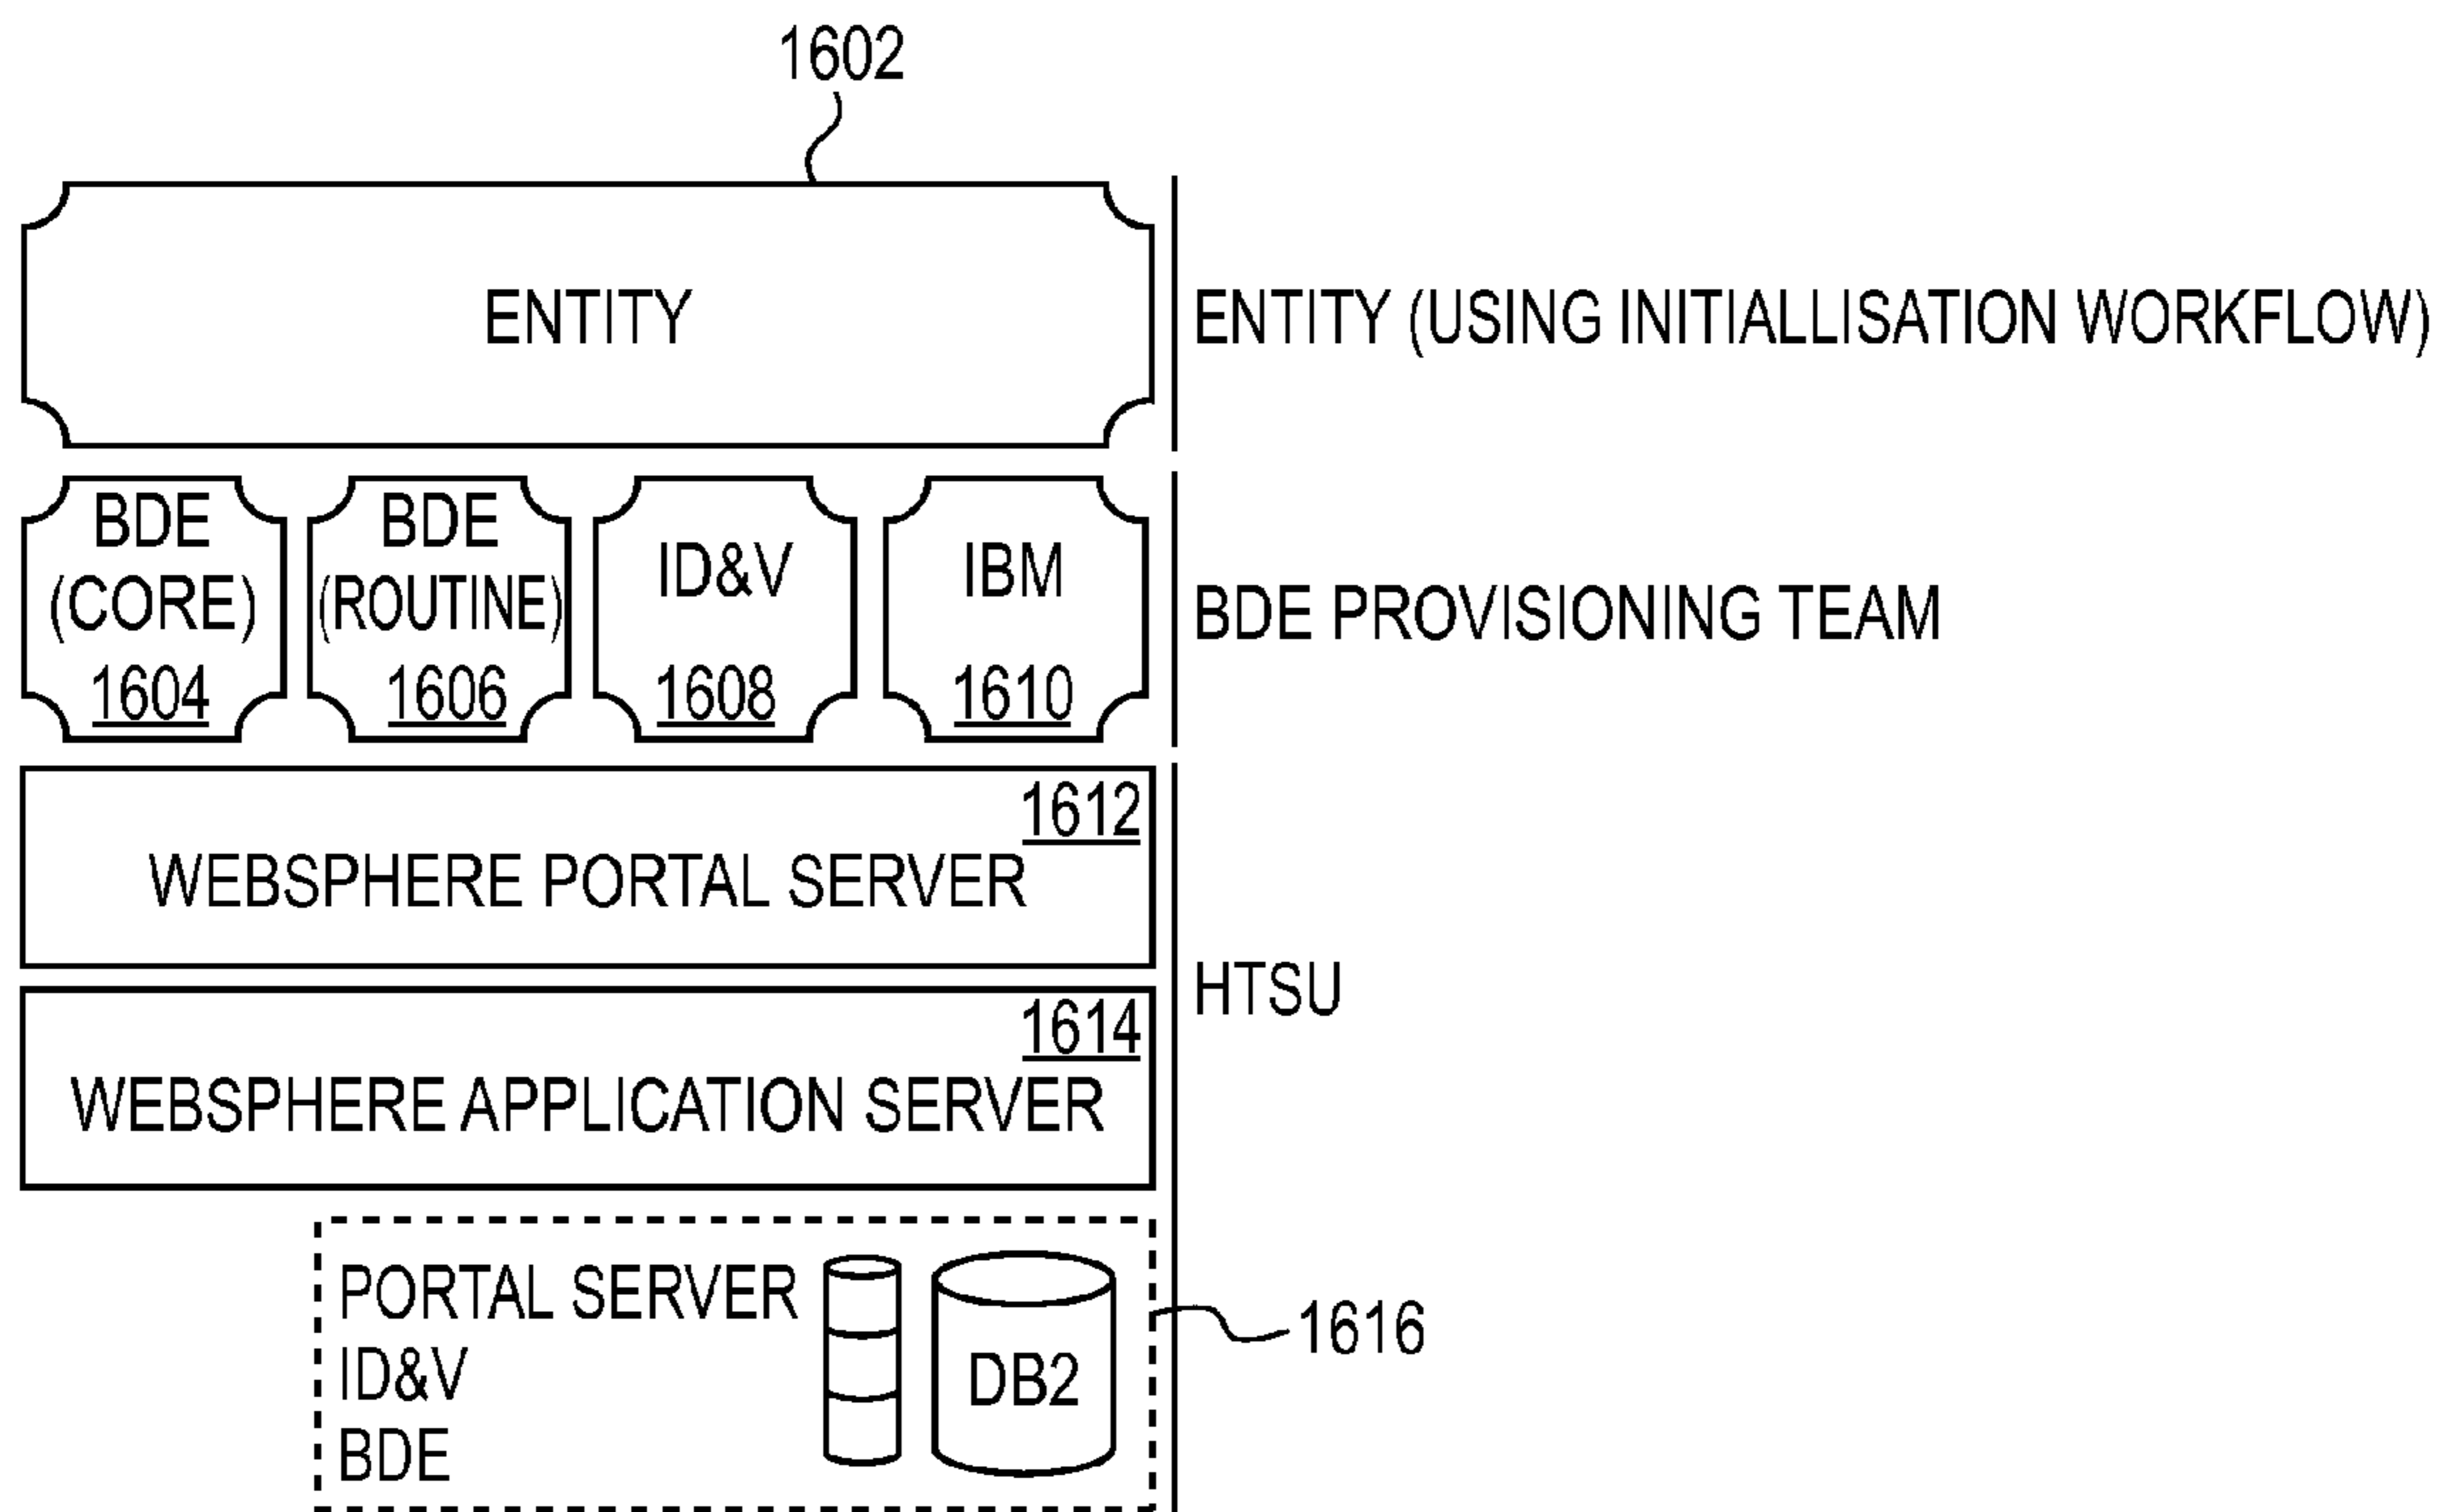 1602
ENTITY
ENTITY (USING INITIALLISATION WORKFLOW)
BDE
(CORE)
1604
BDE
(ROUTINE)
1606
ID&V
1608
IBM
1610
BDE PROVISIONING TEAM
1612
WEBSPHERE PORTAL SERVER
HTSU
1614
WEBSPHERE APPLICATION SERVER
PORTAL SERVER
ID&V
BDE
DB2
1616